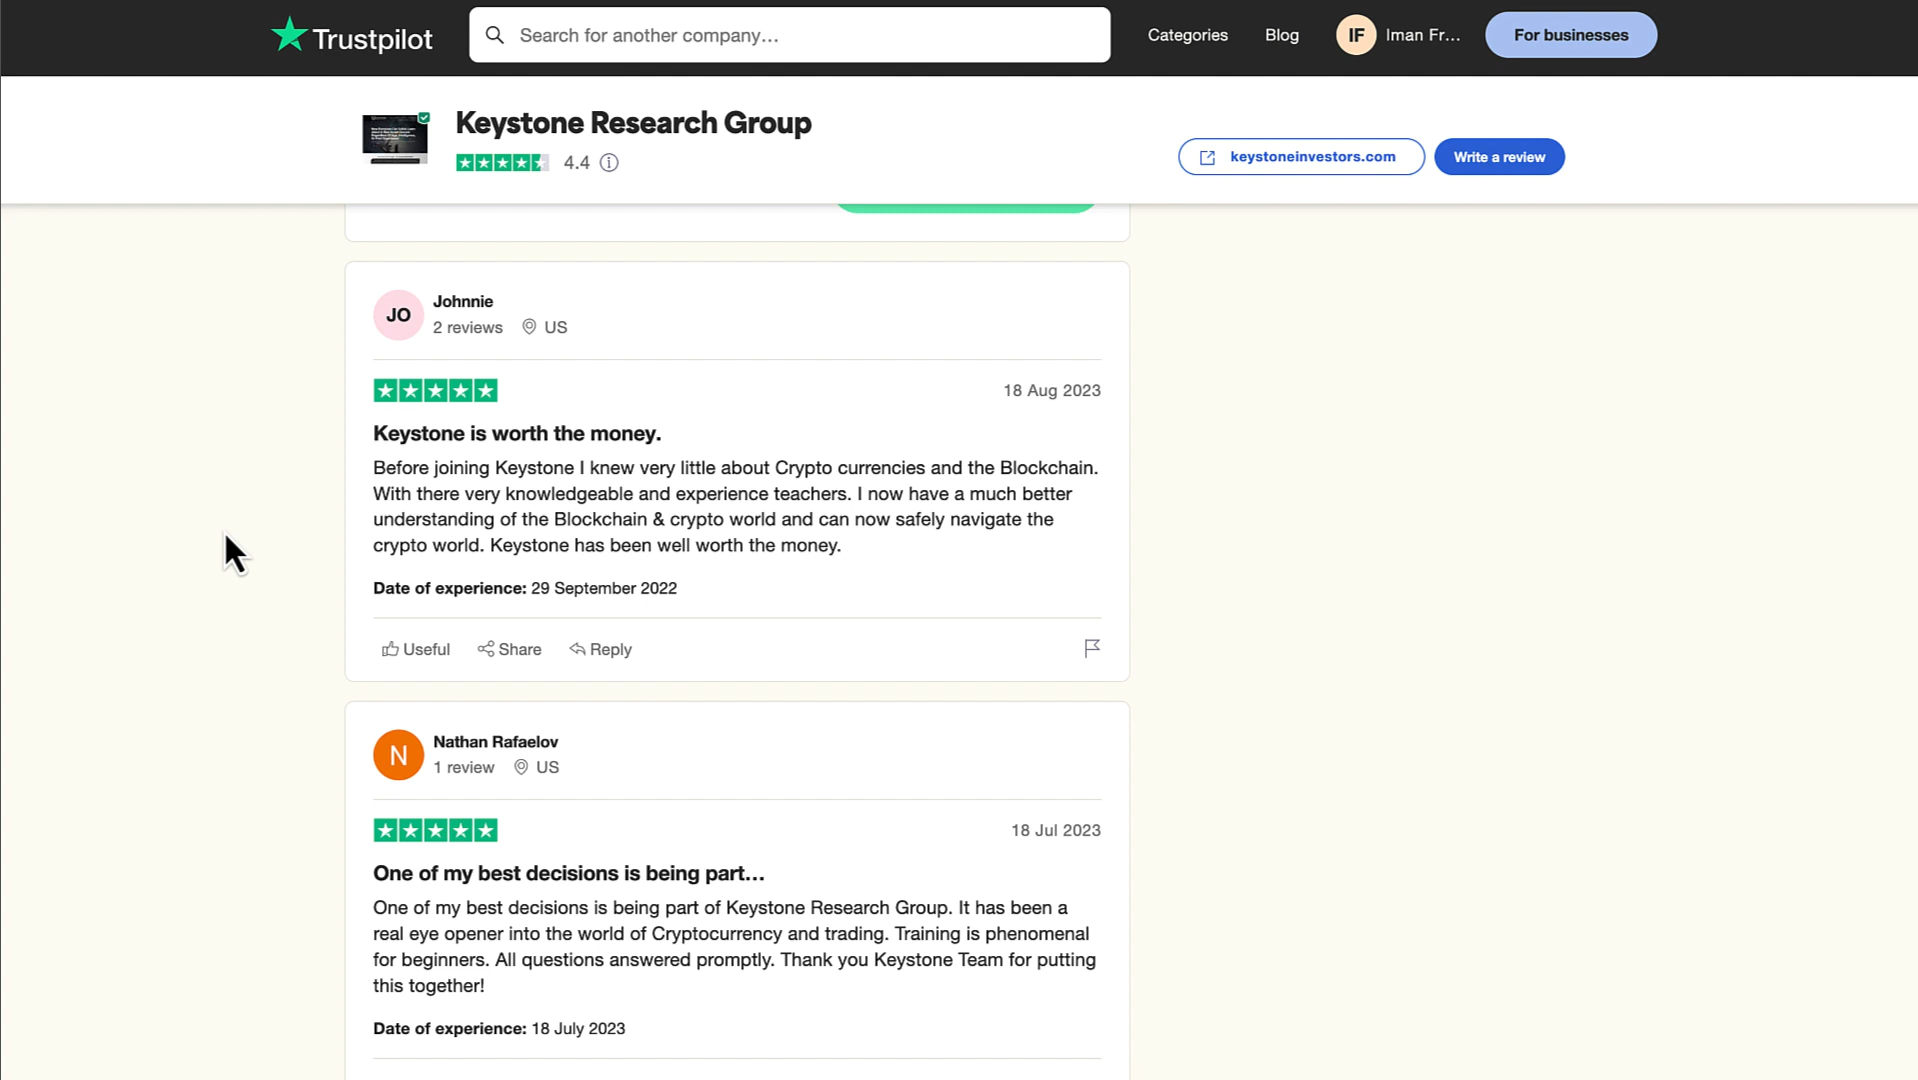 Trustpilot
Search for another company...
Categories
Blog
IF
Iman Fr...
For businesses
Keystone Research Group
4.4
keystoneinvestors.com
Write a review
JO
Johnnie
2 reviews
US
18 Aug 2023
Keystone is worth the money.
Before joining Keystone I knew very little about Crypto currencies and the Blockchain.
With there very knowledgeable and experience teachers. I now have a much better
understanding of the Blockchain & crypto world and can now safely navigate the
crypto world. Keystone has been well worth the money.
Date of experience: 29 September 2022
Useful
Share
Reply
N
Nathan Rafaelov
1 review
US
18 Jul 2023
One of my best decisions is being part...
One of my best decisions is being part of Keystone Research Group. It has been a
real eye opener into the world of Cryptocurrency and trading. Training is phenomenal
for beginners. All questions answered promptly. Thank you Keystone Team for putting
this together!
Date of experience: 18 July 2023